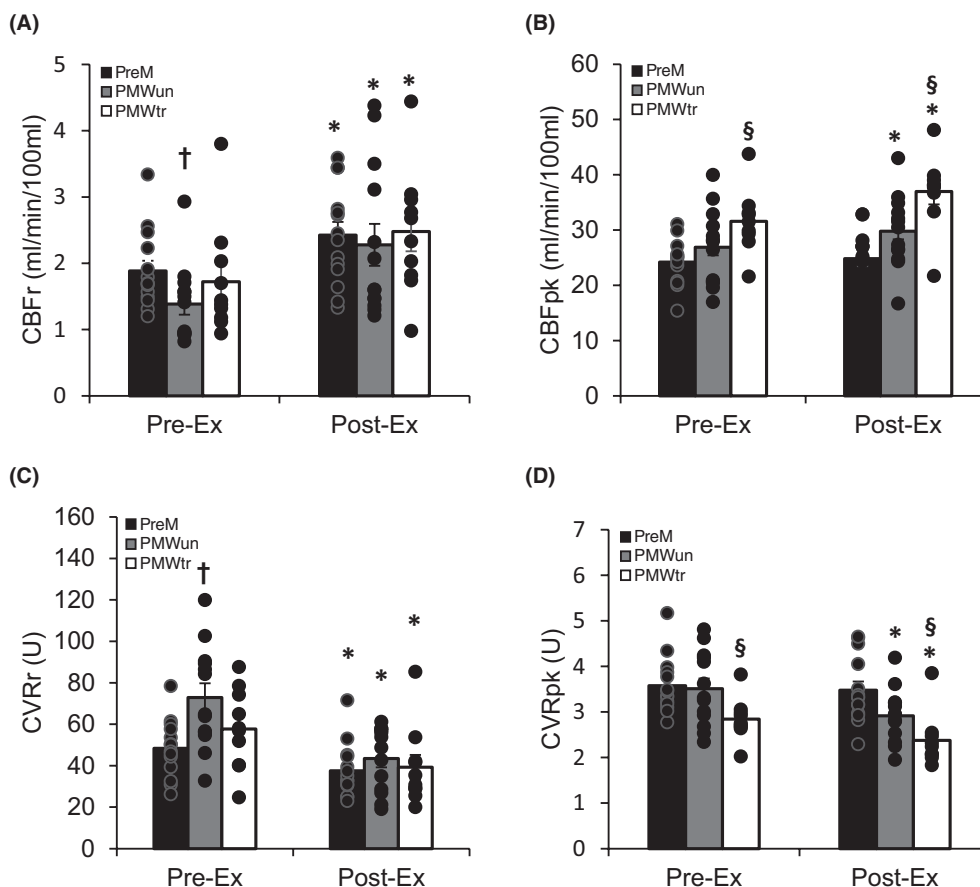 (A)
CBFr (ml/min/100ml)
5
4
3
2
1
0
PreM
PMWun
PMWtr
†
*
*
*
Pre-Ex
Post-Ex
(B)
CBFpk (ml/min/100ml)
60
50
40
30
20
10
0
PreM
PMWun
PMWtr
§
*
§
*
Pre-Ex
Post-Ex
(C)
CVRr (U)
160
140
120
100
80
60
40
20
0
PreM
PMWun
PMWtr
†
*
*
*
Pre-Ex
Post-Ex
(D)
CVRpk (U)
7
6
5
4
3
2
1
0
PreM
PMWun
PMWtr
§
*
§
*
Pre-Ex
Post-Ex